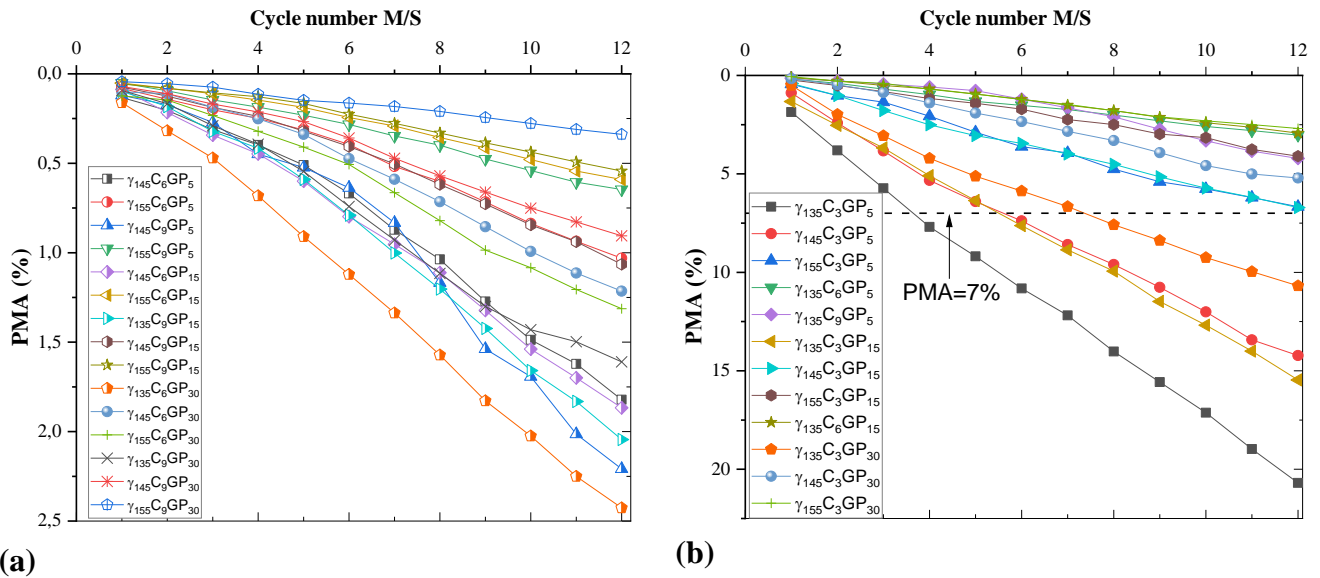 Cycle number M/S
0 2 4 6 8 10 12
0,0
0,5
1,0
1,5
2,0
2,5
PMA (%)
γ145C6GP5
γ155C6GP5
γ145C9GP5
γ155C9GP5
γ145C6GP15
γ155C6GP15
γ135C9GP15
γ145C9GP15
γ155C9GP15
γ135C6GP30
γ145C6GP30
γ155C6GP30
γ135C9GP30
γ145C9GP30
γ155C9GP30
(a)
Cycle number M/S
0 2 4 6 8 10 12
0
5
10
15
20
PMA (%)
γ135C3GP5
γ145C3GP5
γ155C3GP5
γ135C6GP5
γ135C9GP5
γ135C3GP15
γ145C3GP15
γ155C3GP15
γ135C6GP15
γ135C3GP30
γ145C3GP30
γ155C3GP30
PMA=7%
(b)